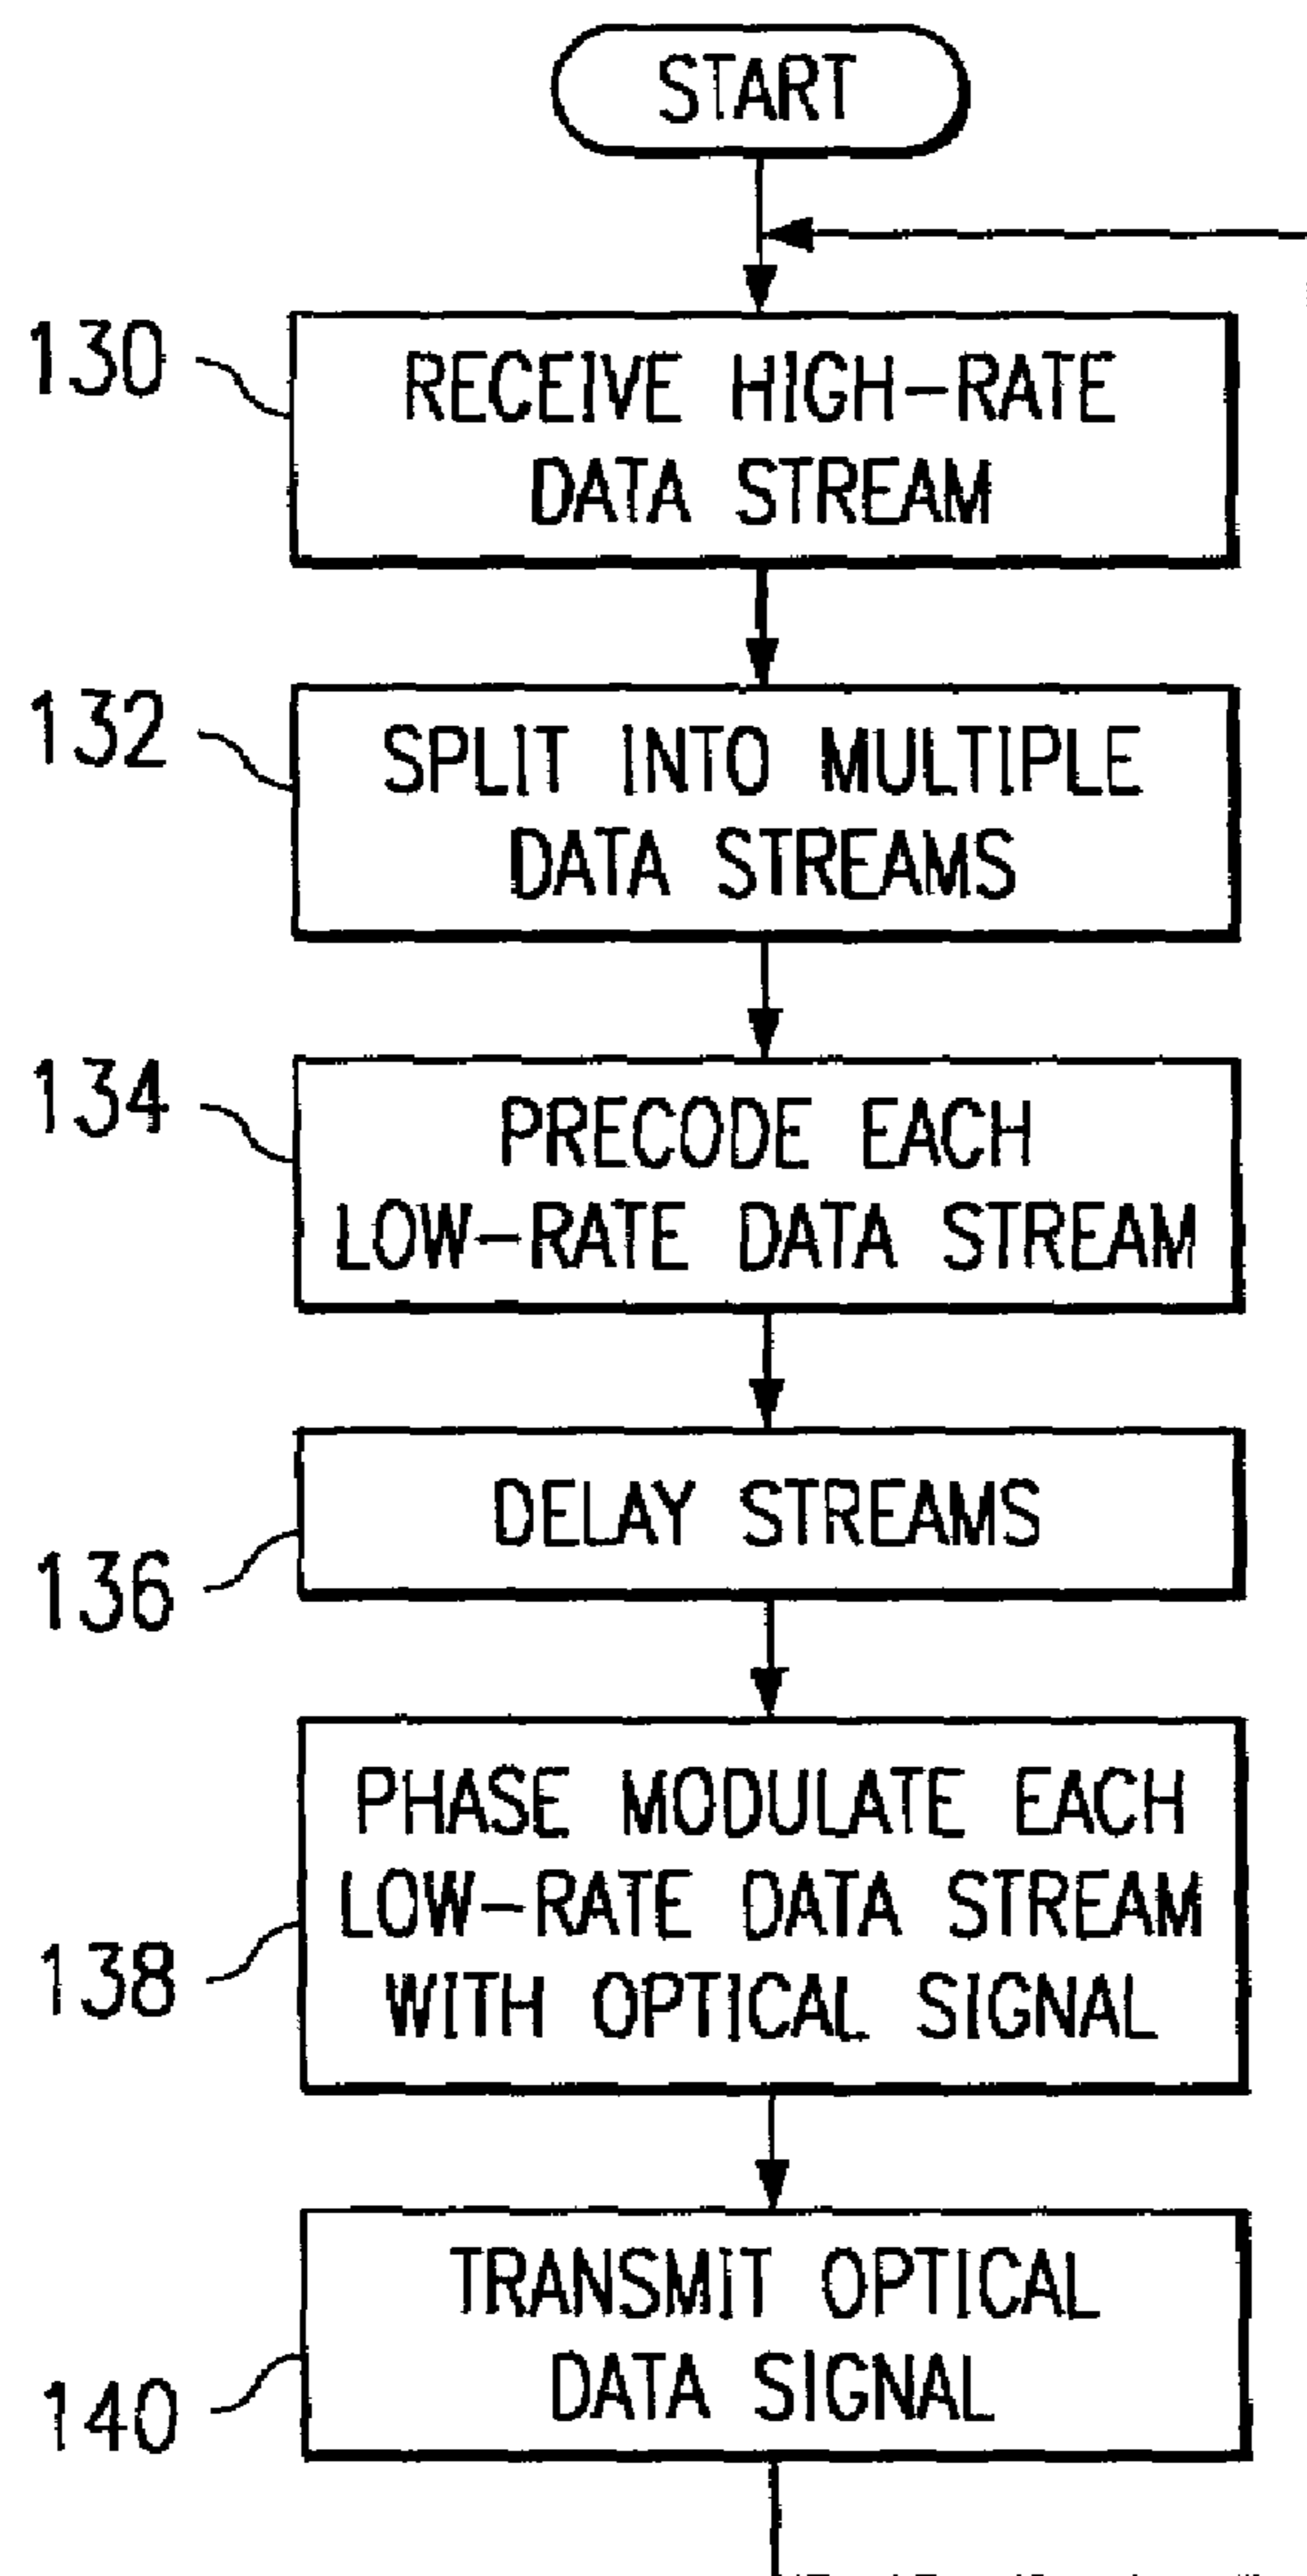 START
130
RECEIVE HIGH-RATE
DATA STREAM
132
SPLIT INTO MULTIPLE
DATA STREAMS
134
PRECODE EACH
LOW-RATE DATA STREAM
DELAY STREAMS
136
PHASE MODULATE EACH
LOW-RATE DATA STREAM
WITH OPTICAL SIGNAL
138
TRANSMIT OPTICAL
DATA SIGNAL
140